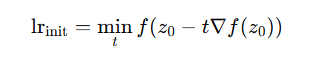 lr_init = min_t f(z_0 − t∇f(z_0))